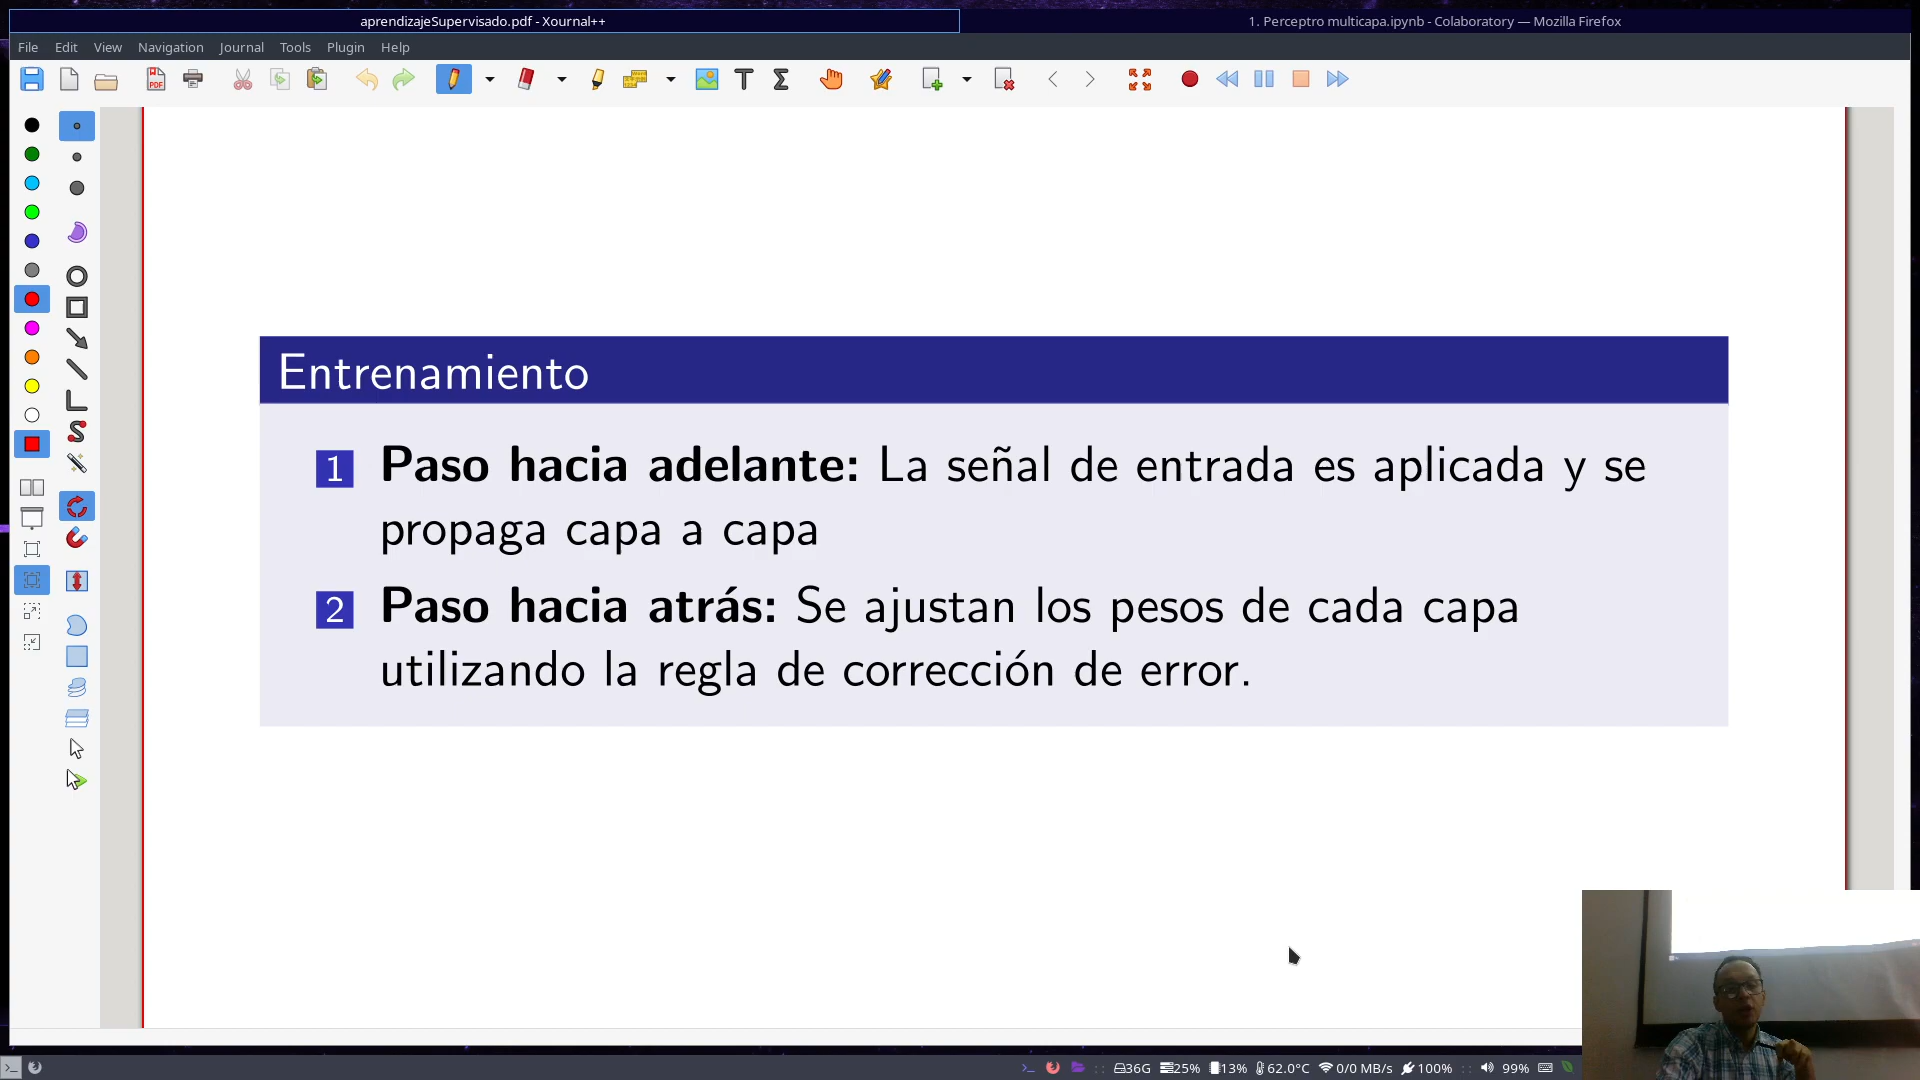 aprendizajeSupervisado.pdf - Xournal++
1. Perceptro multicapa.ipynb - Colaboratory — Mozilla Firefox
File Edit View Navigation Journal Tools Plugin Help
Entrenamiento
1 Paso hacia adelante: La señal de entrada es aplicada y se
propaga capa a capa
2 Paso hacia atrás: Se ajustan los pesos de cada capa
utilizando la regla de corrección de error.
36G 25% 13% 62.0°C 0/0 MB/s 100% 99%